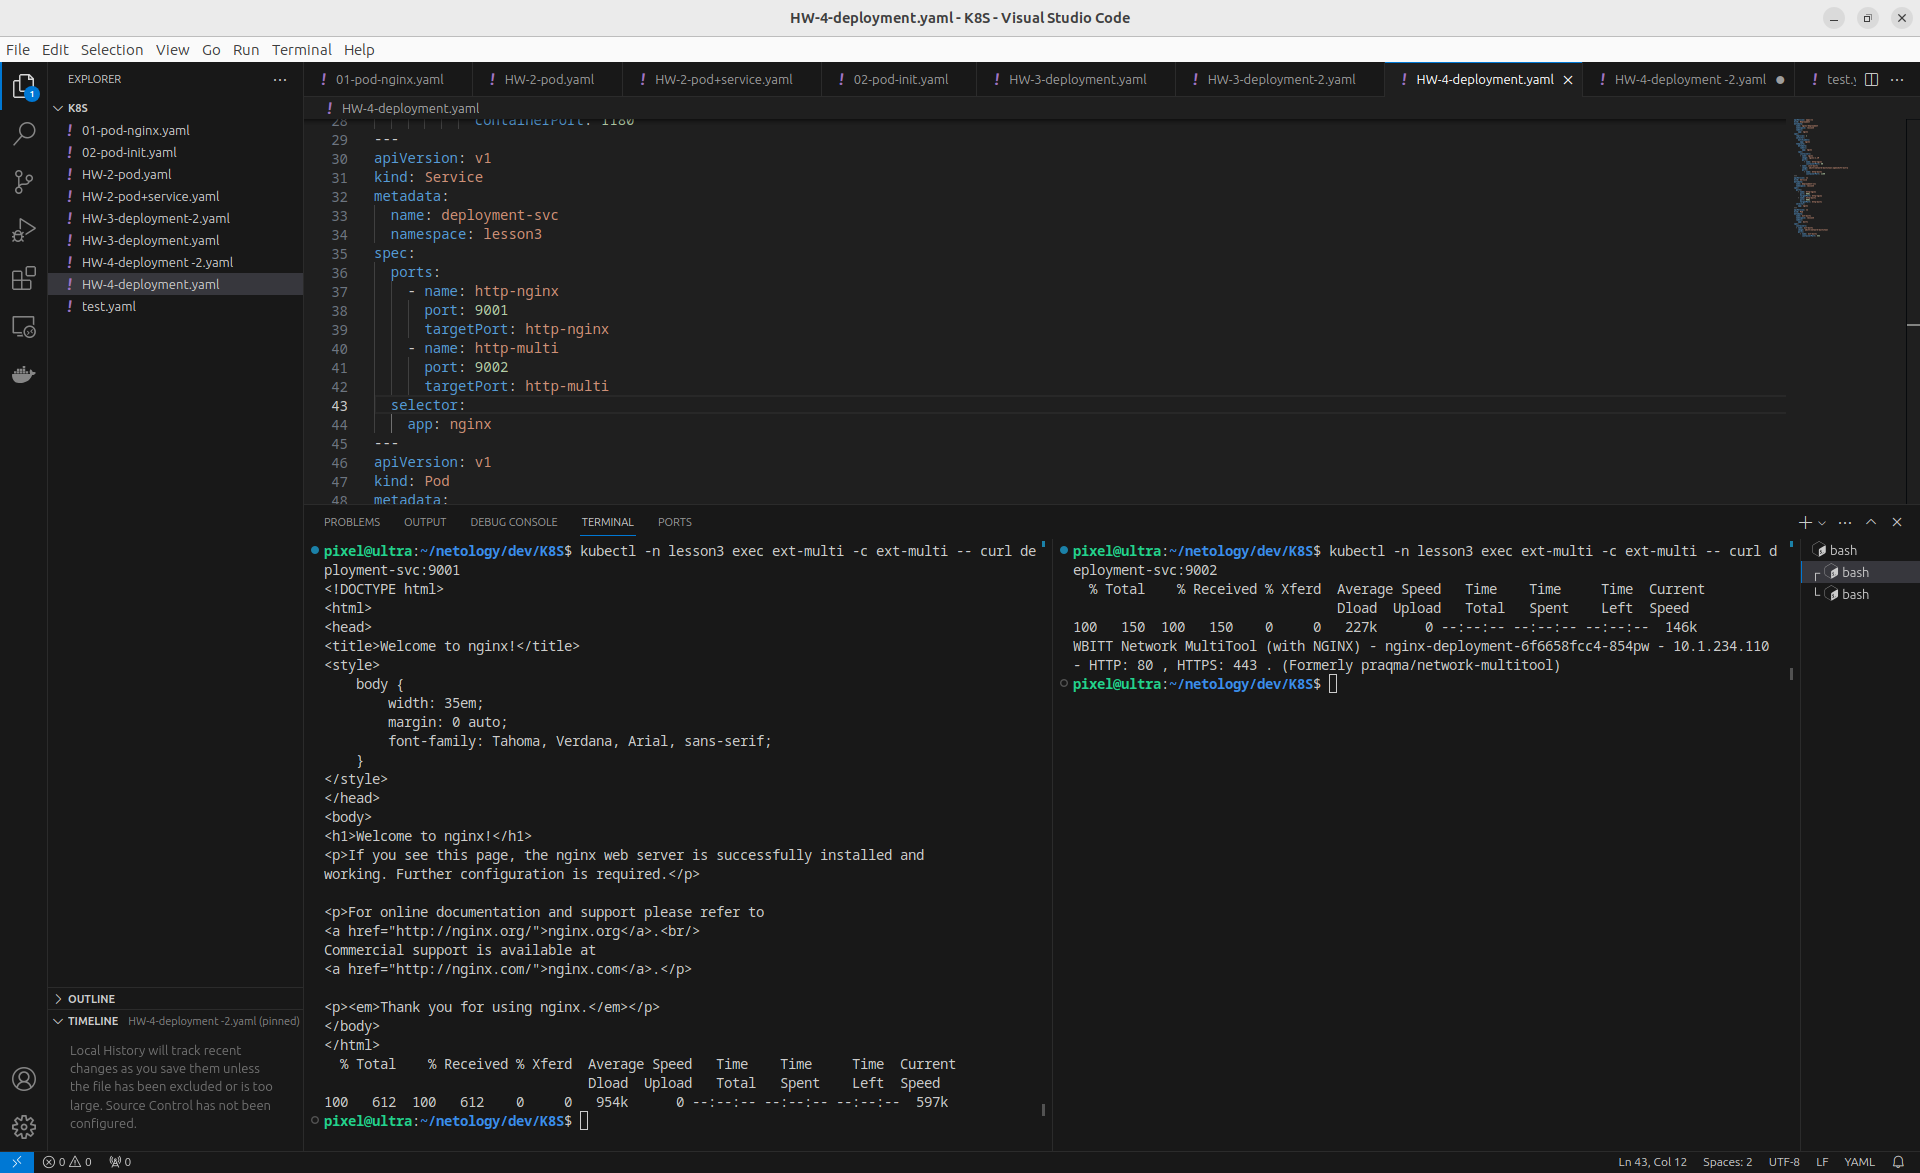 HW-4-deployment.yaml - K8S - Visual Studio Code
File Edit Selection View Go Run Terminal Help
EXPLORER
1
K8S
! 01-pod-nginx.yaml
! 02-pod-init.yaml
! HW-2-pod.yaml
! HW-2-pod+service.yaml
! HW-3-deployment-2.yaml
! HW-3-deployment.yaml
! HW-4-deployment -2.yaml
! HW-4-deployment.yaml
! test.yaml
OUTLINE
TIMELINE HW-4-deployment -2.yaml (pinned)
Local History will track recent
changes as you save them unless
the file has been excluded or is too
large. Source Control has not been
configured.
! 01-pod-nginx.yaml ! HW-2-pod.yaml ! HW-2-pod+service.yaml ! 02-pod-init.yaml ! HW-3-deployment.yaml ! HW-3-deployment-2.yaml ! HW-4-deployment.yaml ! HW-4-deployment -2.yaml ! test.y
! HW-4-deployment.yaml
28 containerPort: 1180
29 ---
30 apiVersion: v1
31 kind: Service
32 metadata:
33 name: deployment-svc
34 namespace: lesson3
35 spec:
36 ports:
37 - name: http-nginx
38 port: 9001
39 targetPort: http-nginx
40 - name: http-multi
41 port: 9002
42 targetPort: http-multi
43 selector:
44 app: nginx
45 ---
46 apiVersion: v1
47 kind: Pod
48 metadata:
PROBLEMS OUTPUT DEBUG CONSOLE TERMINAL PORTS
pixel@ultra:~/netology/dev/K8S$ kubectl -n lesson3 exec ext-multi -c ext-multi -- curl de
ployment-svc:9001
<!DOCTYPE html>
<html>
<head>
<title>Welcome to nginx!</title>
<style>
body {
width: 35em;
margin: 0 auto;
font-family: Tahoma, Verdana, Arial, sans-serif;
}
</style>
</head>
<body>
<h1>Welcome to nginx!</h1>
<p>If you see this page, the nginx web server is successfully installed and
working. Further configuration is required.</p>
<p>For online documentation and support please refer to
<a href="http://nginx.org/">nginx.org</a>.<br/>
Commercial support is available at
<a href="http://nginx.com/">nginx.com</a>.</p>
<p><em>Thank you for using nginx.</em></p>
</body>
</html>
% Total % Received % Xferd Average Speed Time Time Time Current
Dload Upload Total Spent Left Speed
100 612 100 612 0 0 954k 0 --:--:-- --:--:-- --:--:-- 597k
pixel@ultra:~/netology/dev/K8S$
pixel@ultra:~/netology/dev/K8S$ kubectl -n lesson3 exec ext-multi -c ext-multi -- curl d
eployment-svc:9002
% Total % Received % Xferd Average Speed Time Time Time Current
Dload Upload Total Spent Left Speed
100 150 100 150 0 0 227k 0 --:--:-- --:--:-- --:--:-- 146k
WBITT Network MultiTool (with NGINX) - nginx-deployment-6f6658fcc4-854pw - 10.1.234.110
- HTTP: 80 , HTTPS: 443 . (Formerly praqma/network-multitool)
pixel@ultra:~/netology/dev/K8S$
bash
bash
bash
0 0 0
Ln 43, Col 12 Spaces: 2 UTF-8 LF YAML